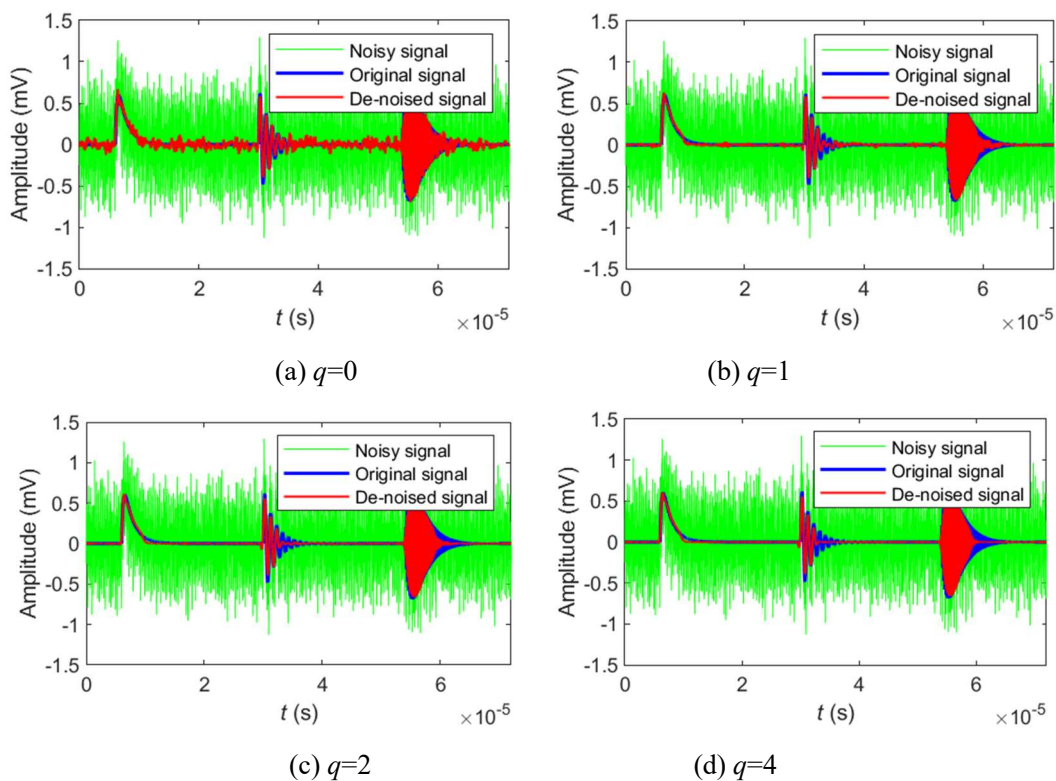 1.5
1
0.5
0
-0.5
-1
-1.5
Amplitude (mV)
Noisy signal
Original signal
De-noised signal
0 2 4 6
t (s)
×10-5
(a) q=0
1.5
1
0.5
0
-0.5
-1
-1.5
Amplitude (mV)
Noisy signal
Original signal
De-noised signal
0 2 4 6
t (s)
×10-5
(b) q=1
1.5
1
0.5
0
-0.5
-1
-1.5
Amplitude (mV)
Noisy signal
Original signal
De-noised signal
0 2 4 6
t (s)
×10-5
(c) q=2
1.5
1
0.5
0
-0.5
-1
-1.5
Amplitude (mV)
Noisy signal
Original signal
De-noised signal
0 2 4 6
t (s)
×10-5
(d) q=4